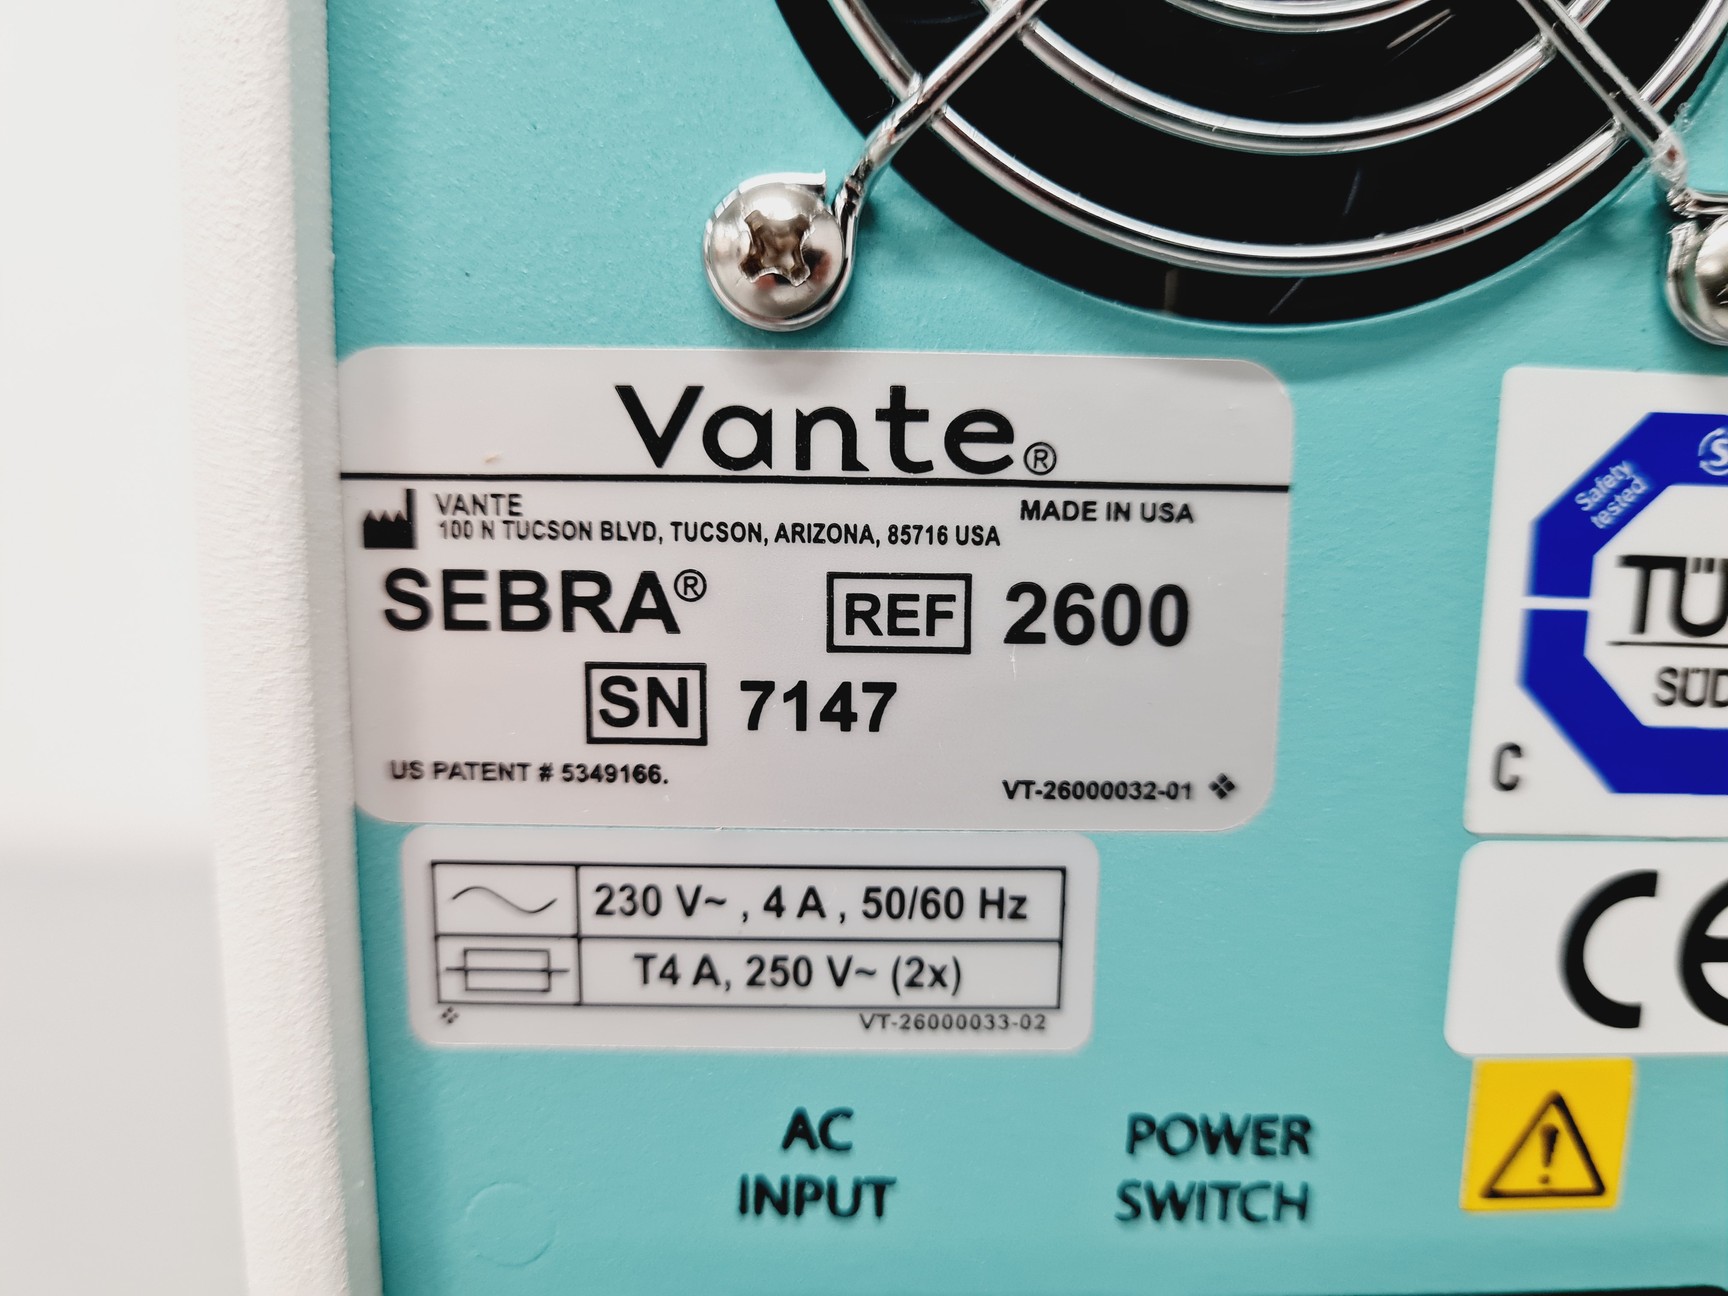 Vante®
VANTE
100 N TUCSON BLVD, TUCSON, ARIZONA, 85716 USA
MADE IN USA
SEBRA® REF 2600
SN 7147
US PATENT # 5349166.
VT-26000032-01
230 V~ , 4 A , 50/60 Hz
T4 A, 250 V~ (2x)
VT-26000033-02
AC
INPUT
POWER
SWITCH
Safety
tested
TÜ
SÜD
C
CE